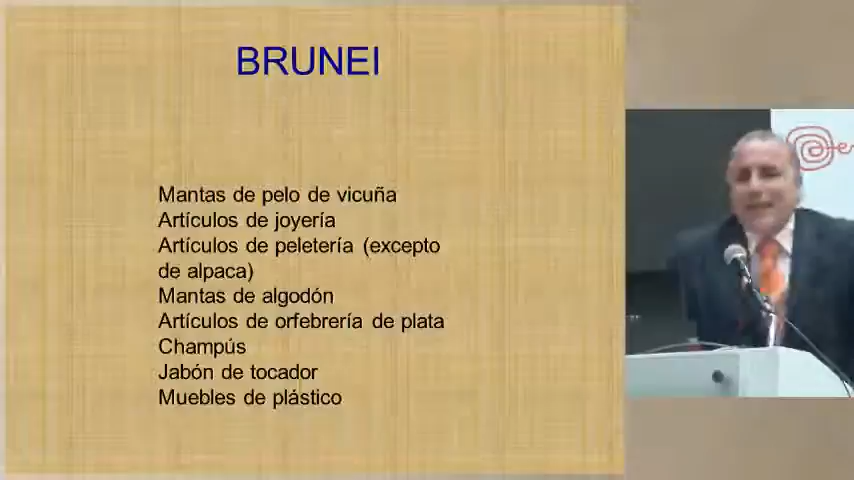 BRUNEI
Mantas de pelo de vicuña
Artículos de joyería
Artículos de peletería (excepto
de alpaca)
Mantas de algodón
Artículos de orfebrería de plata
Champús
Jabón de tocador
Muebles de plástico